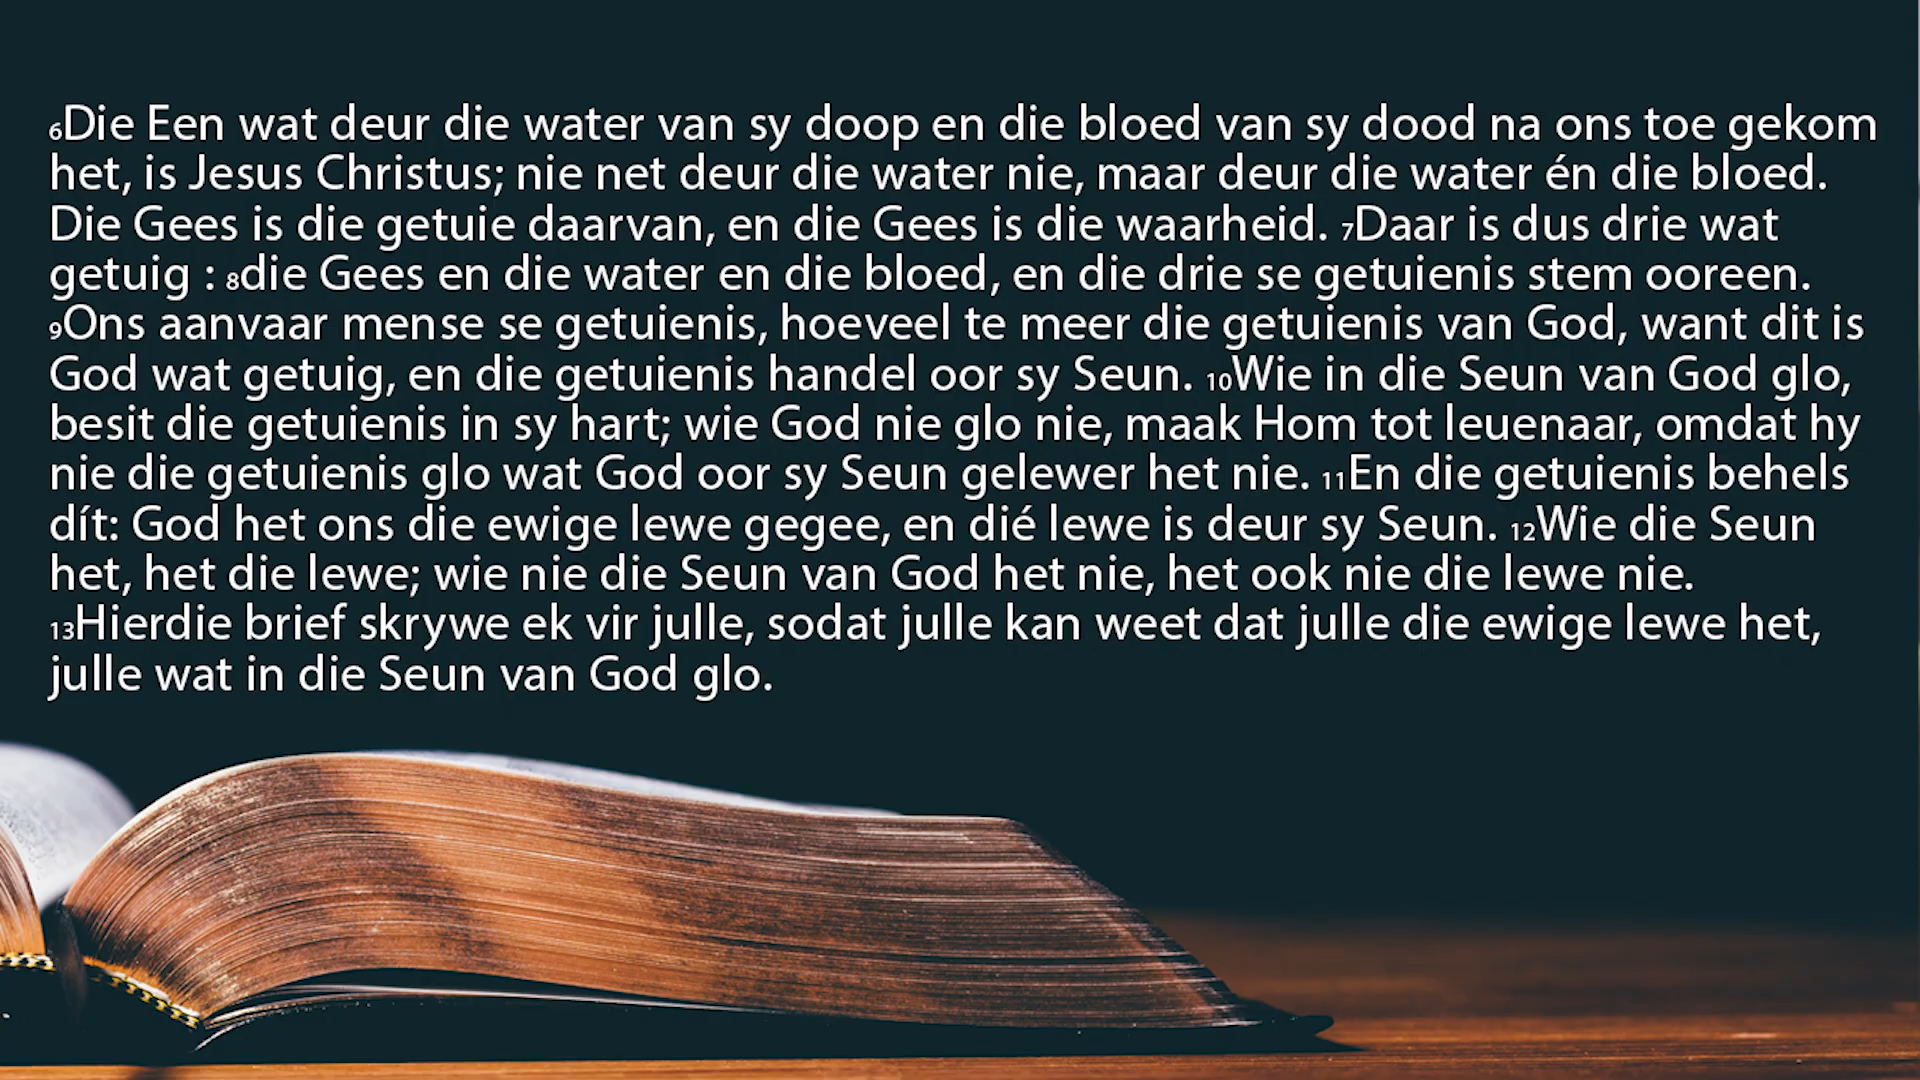 6Die Een wat deur die water van sy doop en die bloed van sy dood na ons toe gekom
het, is Jesus Christus; nie net deur die water nie, maar deur die water én die bloed.
Die Gees is die getuie daarvan, en die Gees is die waarheid. 7Daar is dus drie wat
getuig : 8die Gees en die water en die bloed, en die drie se getuienis stem ooreen.
9Ons aanvaar mense se getuienis, hoeveel te meer die getuienis van God, want dit is
God wat getuig, en die getuienis handel oor sy Seun. 10Wie in die Seun van God glo,
besit die getuienis in sy hart; wie God nie glo nie, maak Hom tot leuenaar, omdat hy
nie die getuienis glo wat God oor sy Seun gelewer het nie. 11En die getuienis behels
dít: God het ons die ewige lewe gegee, en dié lewe is deur sy Seun. 12Wie die Seun
het, het die lewe; wie nie die Seun van God het nie, het ook nie die lewe nie.
13Hierdie brief skrywe ek vir julle, sodat julle kan weet dat julle die ewige lewe het,
julle wat in die Seun van God glo.